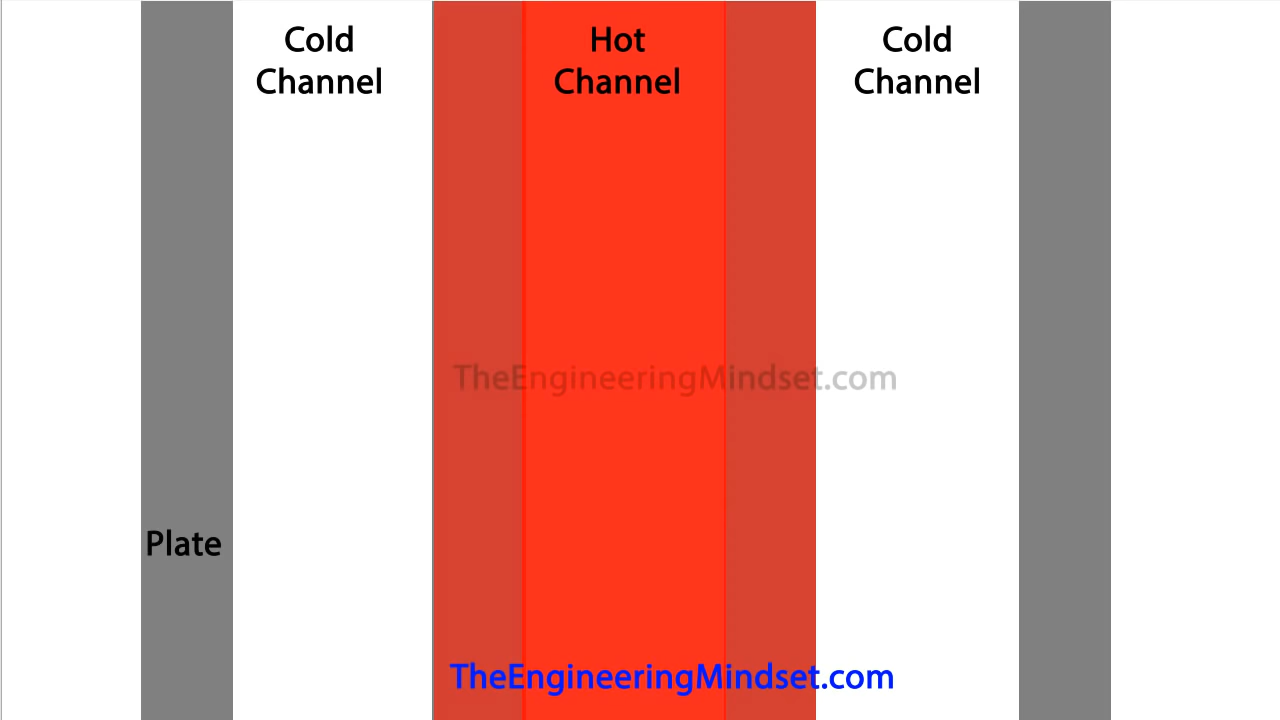 Cold
Channel
Hot
Channel
Cold
Channel
TheEngineeringMindset.com
Plate
TheEngineeringMindset.com